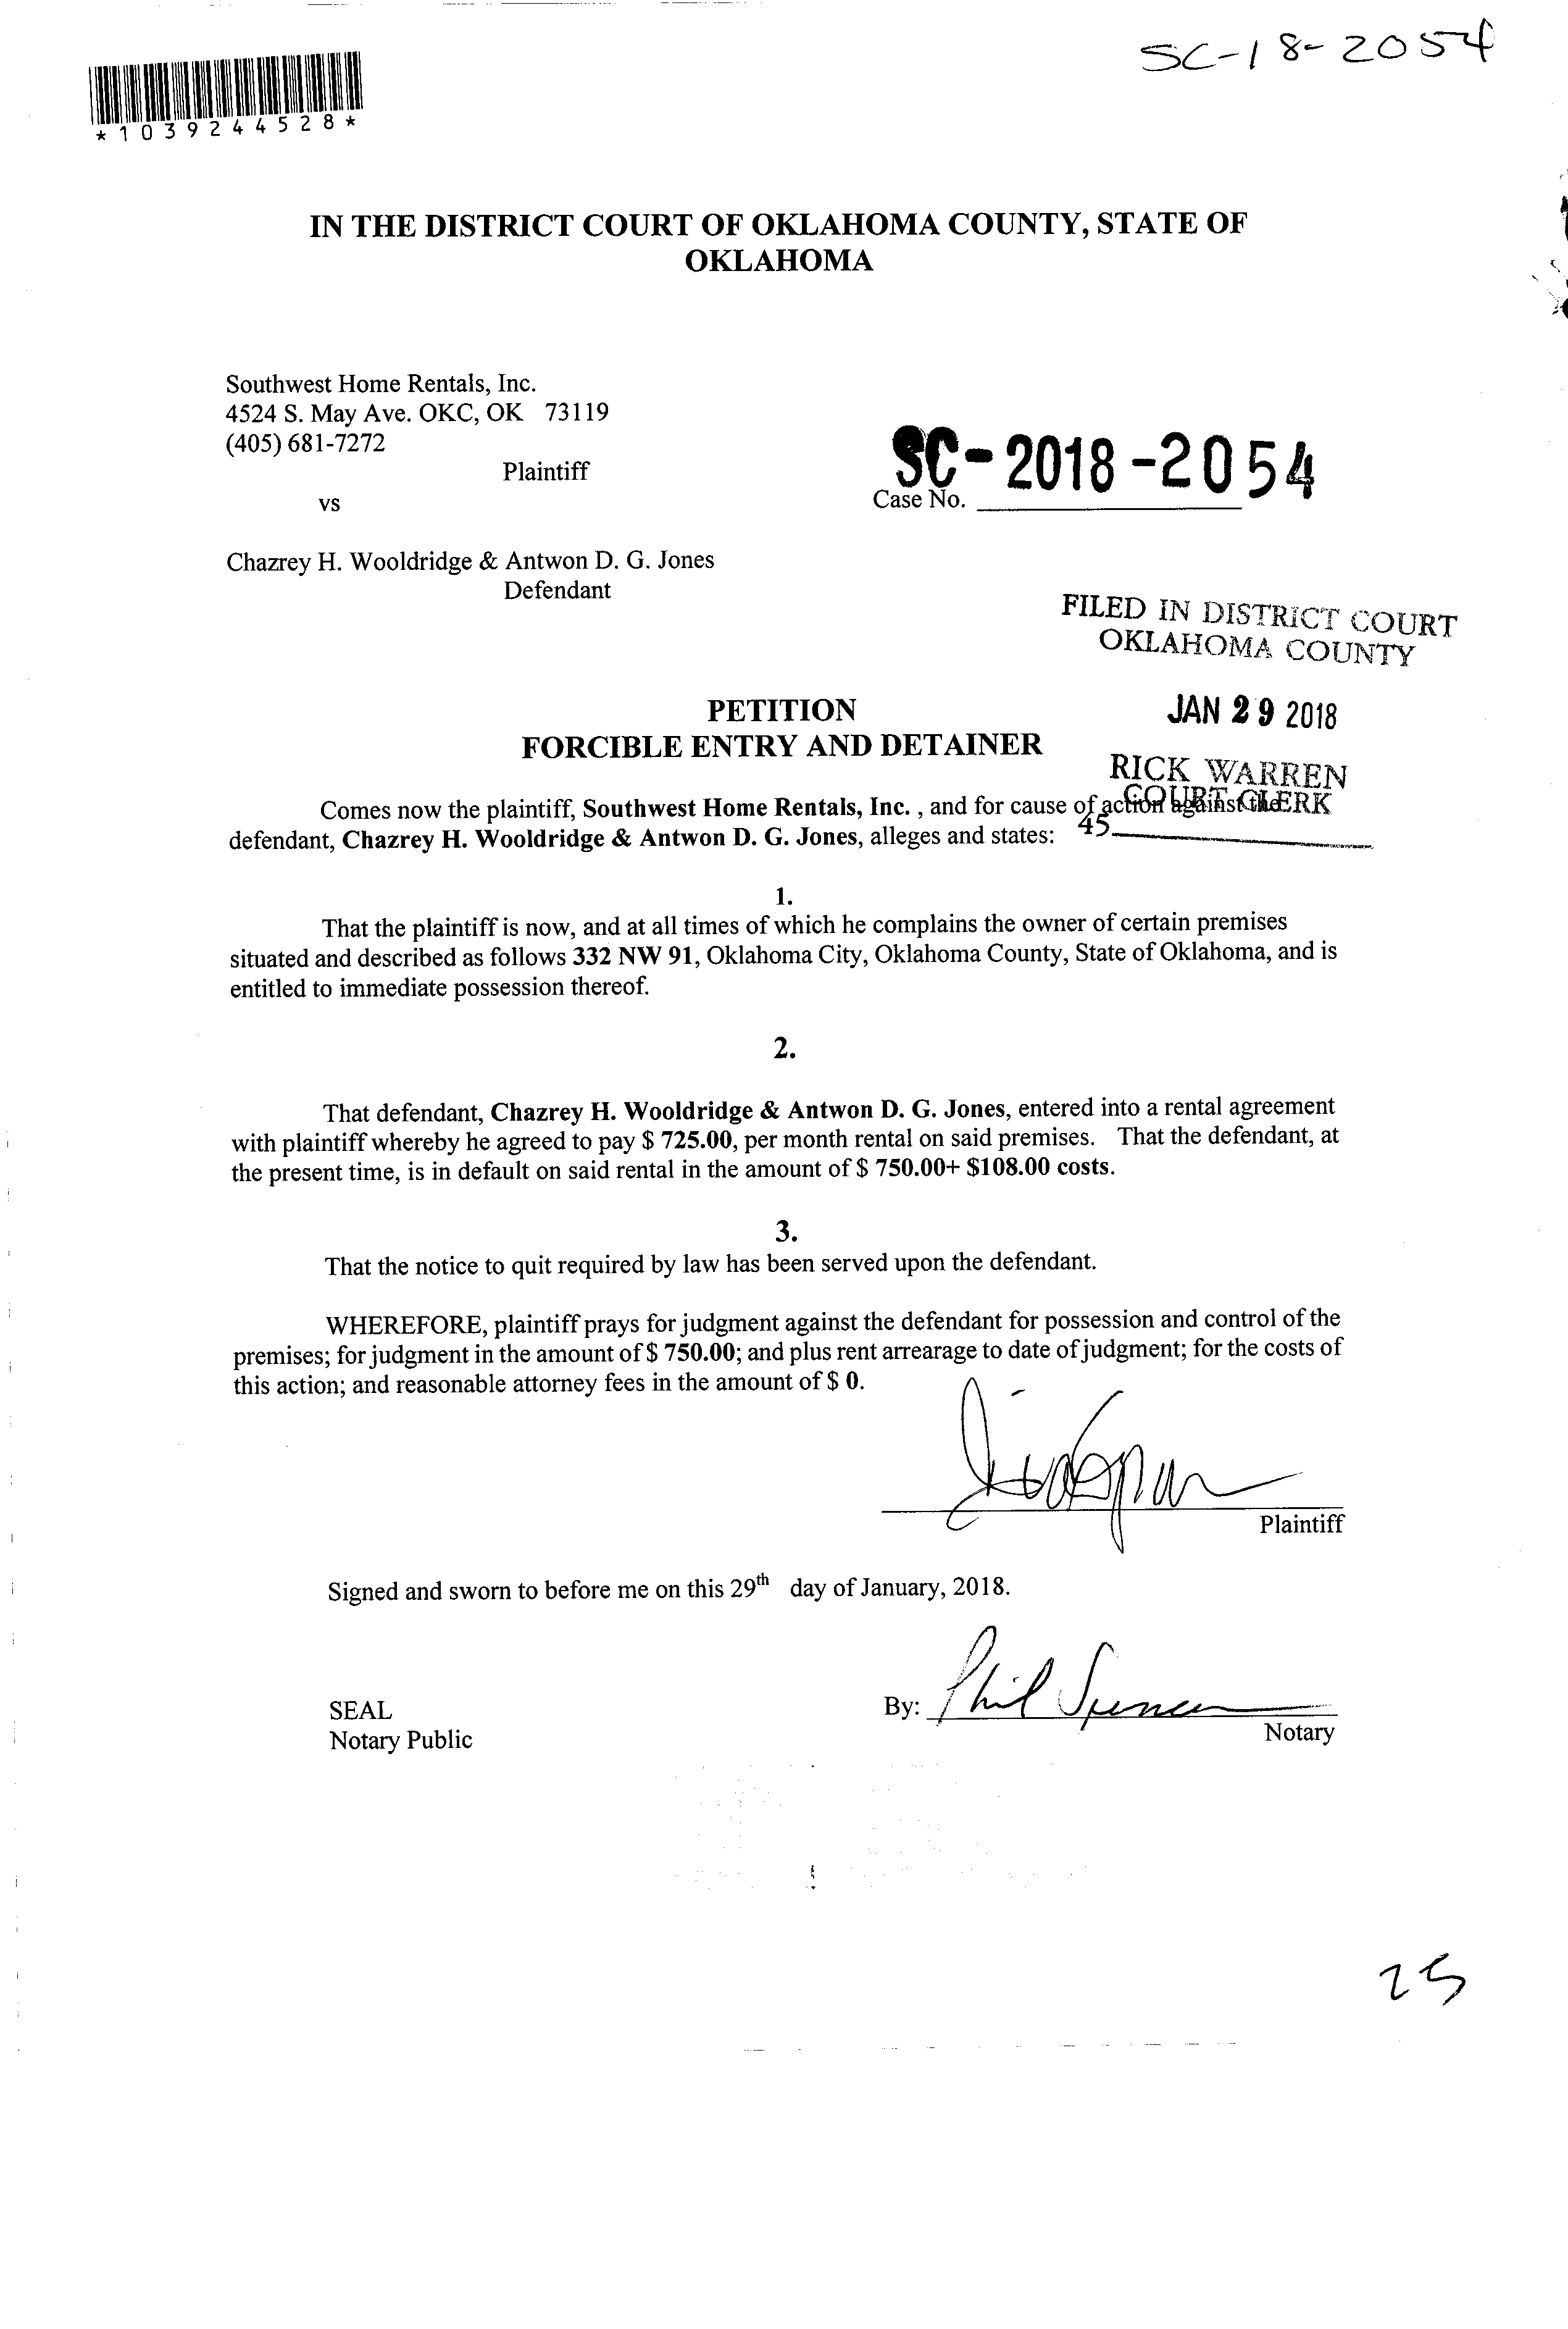 SC-18-2054
*1039244528*
IN THE DISTRICT COURT OF OKLAHOMA COUNTY, STATE OF
OKLAHOMA
Southwest Home Rentals, Inc.
4524 S. May Ave. OKC, OK 73119
(405) 681-7272
Plaintiff
vs
SC-2018-2054
Case No.
Chazrey H. Wooldridge & Antwon D. G. Jones
Defendant
FILED IN DISTRICT COURT
OKLAHOMA COUNTY
JAN 29 2018
RICK WARREN
COURT CLERK
45
PETITION
FORCIBLE ENTRY AND DETAINER
Comes now the plaintiff, Southwest Home Rentals, Inc. , and for cause of action against the
defendant, Chazrey H. Wooldridge & Antwon D. G. Jones, alleges and states:
1.
That the plaintiff is now, and at all times of which he complains the owner of certain premises
situated and described as follows 332 NW 91, Oklahoma City, Oklahoma County, State of Oklahoma, and is
entitled to immediate possession thereof.
2.
That defendant, Chazrey H. Wooldridge & Antwon D. G. Jones, entered into a rental agreement
with plaintiff whereby he agreed to pay $ 725.00, per month rental on said premises. That the defendant, at
the present time, is in default on said rental in the amount of $ 750.00+ $108.00 costs.
3.
That the notice to quit required by law has been served upon the defendant.
WHEREFORE, plaintiff prays for judgment against the defendant for possession and control of the
premises; for judgment in the amount of $ 750.00; and plus rent arrearage to date of judgment; for the costs of
this action; and reasonable attorney fees in the amount of $ 0.
Plaintiff
Signed and sworn to before me on this 29th day of January, 2018.
SEAL
Notary Public
By: Phil Spencer
Notary
25